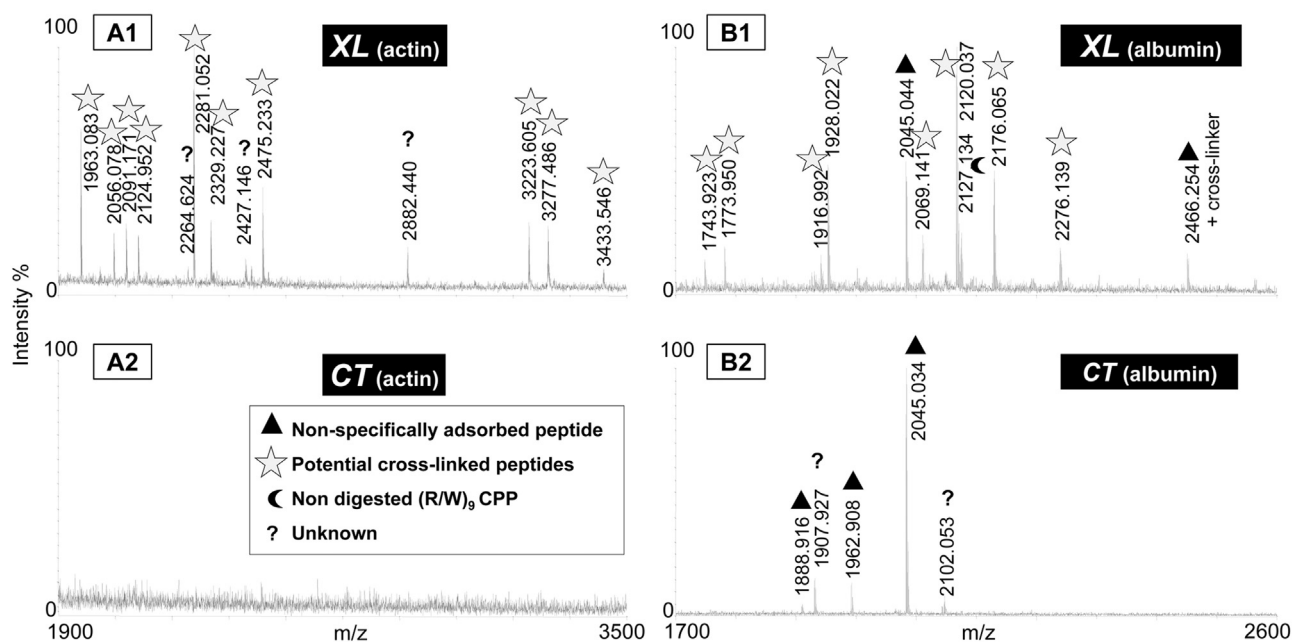 100
A1
XL (actin)
1963.083
2056.078
2091.171
2124.952
?
2264.624
2281.052
2329.227
?
2427.146
2475.233
?
2882.440
3223.605
3277.486
3433.546
0
100
B1
XL (albumin)
1743.923
1773.950
1916.992
1928.022
2045.044
2069.141
2120.037
2127.134
2176.065
2276.139
2466.254
+ cross-linker
0
Intensity %
100
A2
CT (actin)
Non-specifically adsorbed peptide
Potential cross-linked peptides
Non digested (R/W)9 CPP
? Unknown
0
1900
m/z
3500
100
B2
CT (albumin)
1888.916
?
1907.927
1962.908
2045.034
?
2102.053
0
1700
m/z
2600